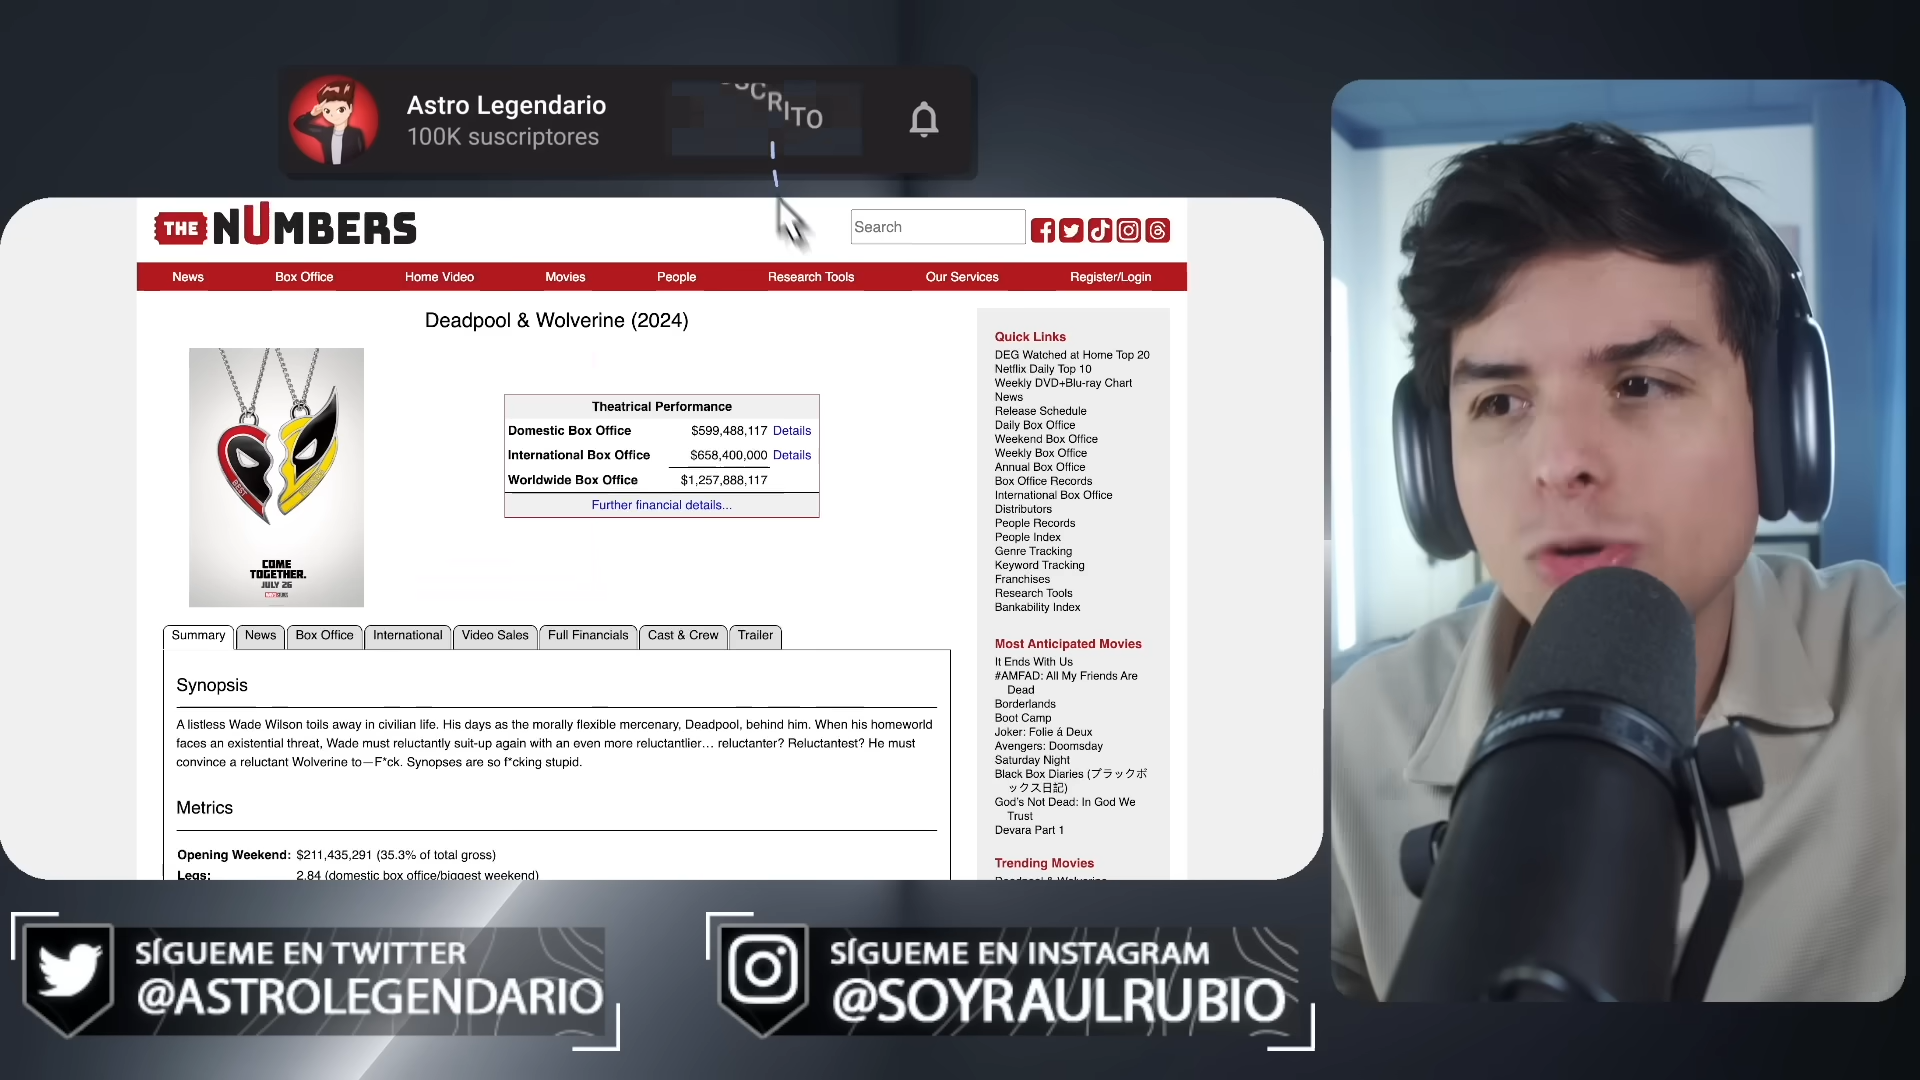 Astro Legendario
100K suscriptores
SCRITO
THE NUMBERS
Search
News Box Office Home Video Movies People Research Tools Our Services Register/Login
Deadpool & Wolverine (2024)
COME
TOGETHER.
JULY 26
Theatrical Performance
Domestic Box Office $599,488,117 Details
International Box Office $658,400,000 Details
Worldwide Box Office $1,257,888,117
Further financial details...
Summary News Box Office International Video Sales Full Financials Cast & Crew Trailer
Synopsis
A listless Wade Wilson toils away in civilian life. His days as the morally flexible mercenary, Deadpool, behind him. When his homeworld
faces an existential threat, Wade must reluctantly suit-up again with an even more reluctantlier… reluctanter? Reluctantest? He must
convince a reluctant Wolverine to—F*ck. Synopses are so f*cking stupid.
Metrics
Opening Weekend: $211,435,291 (35.3% of total gross)
Legs: 2.84 (domestic box office/biggest weekend)
Quick Links
DEG Watched at Home Top 20
Netflix Daily Top 10
Weekly DVD+Blu-ray Chart
News
Release Schedule
Daily Box Office
Weekend Box Office
Weekly Box Office
Annual Box Office
Box Office Records
International Box Office
Distributors
People Records
People Index
Genre Tracking
Keyword Tracking
Franchises
Research Tools
Bankability Index
Most Anticipated Movies
It Ends With Us
#AMFAD: All My Friends Are
Dead
Borderlands
Boot Camp
Joker: Folie á Deux
Avengers: Doomsday
Saturday Night
Black Box Diaries (ブラックボ
ックス日記)
God's Not Dead: In God We
Trust
Devara Part 1
Trending Movies
Deadpool & Wolverine
SÍGUEME EN TWITTER
@ASTROLEGENDARIO
SÍGUEME EN INSTAGRAM
@SOYRAULRUBIO